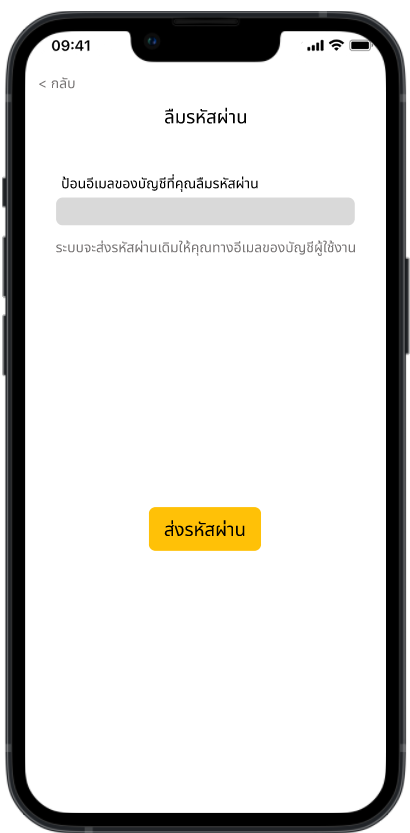 09:41
< กลับ
ลืมรหัสผ่าน
ป้อนอีเมลของบัญชีที่คุณลืมรหัสผ่าน
ระบบจะส่งรหัสผ่านเดิมให้คุณทางอีเมลของบัญชีผู้ใช้งาน
ส่งรหัสผ่าน